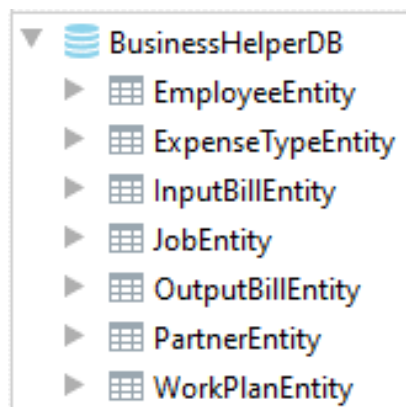 BusinessHelperDB
EmployeeEntity
ExpenseTypeEntity
InputBillEntity
JobEntity
OutputBillEntity
PartnerEntity
WorkPlanEntity